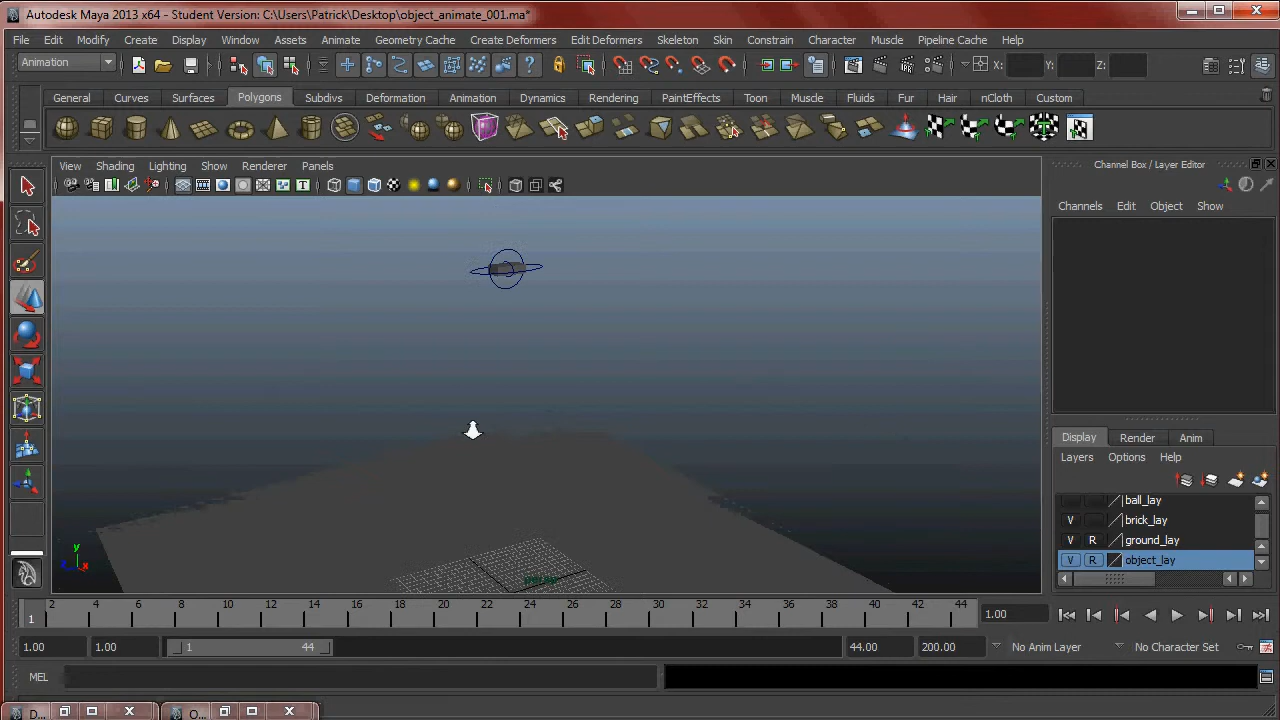 Autodesk Maya 2013 x64 - Student Version: C:\Users\Patrick\Desktop\object_animate_001.ma*
File Edit Modify Create Display Window Assets Animate Geometry Cache Create Deformers Edit Deformers Skeleton Skin Constrain Character Muscle Pipeline Cache Help
Animation X: Y: Z:
General Curves Surfaces Polygons Subdivs Deformation Animation Dynamics Rendering PaintEffects Toon Muscle Fluids Fur Hair nCloth Custom
View Shading Lighting Show Renderer Panels
Channel Box / Layer Editor
Channels Edit Object Show
Display Render Anim
Layers Options Help
ball_lay
V brick_lay
V R ground_lay
V R object_lay
y
z x
1 2 4 6 8 10 12 14 16 18 20 22 24 26 28 30 32 34 36 38 40 42 44 1.00
1.00 1.00 1 44 44.00 200.00 No Anim Layer No Character Set
MEL
D... O...